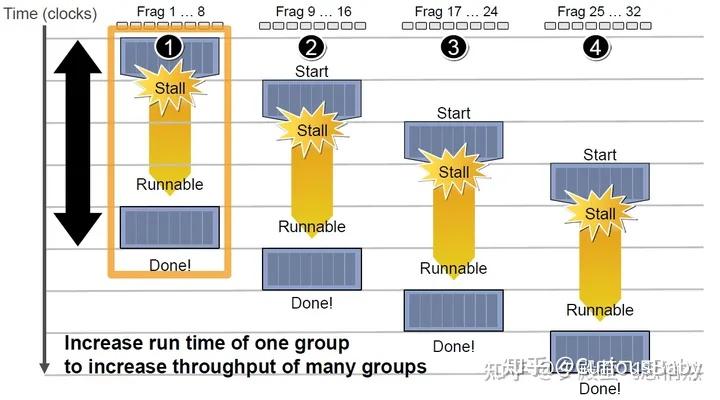 Time (clocks)
Frag 1 … 8
Frag 9 … 16
Frag 17 … 24
Frag 25 … 32
1
2
3
4
Start
Stall
Runnable
Done!
Start
Stall
Runnable
Done!
Start
Stall
Runnable
Done!
Stall
Runnable
Done!
Increase run time of one group
to increase throughput of many groups
知乎 @CuriousBaby